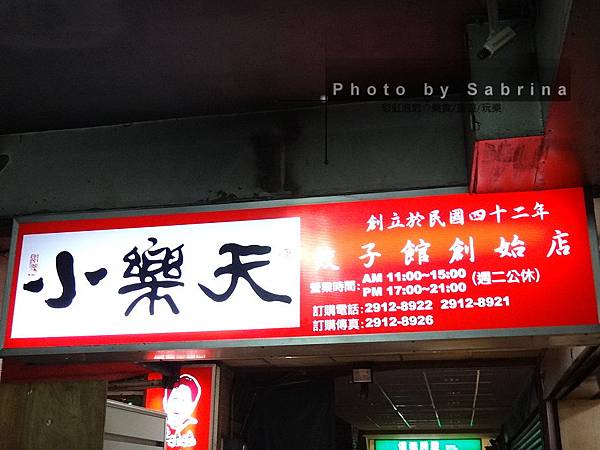 Photo by Sabrina
小樂天
創立於民國四十二年
餃子館創始店
營業時間：AM 11:00~15:00 (週二公休)
PM 17:00~21:00
訂購電話：2912-8922 2912-8921
訂購傳真：2912-8926